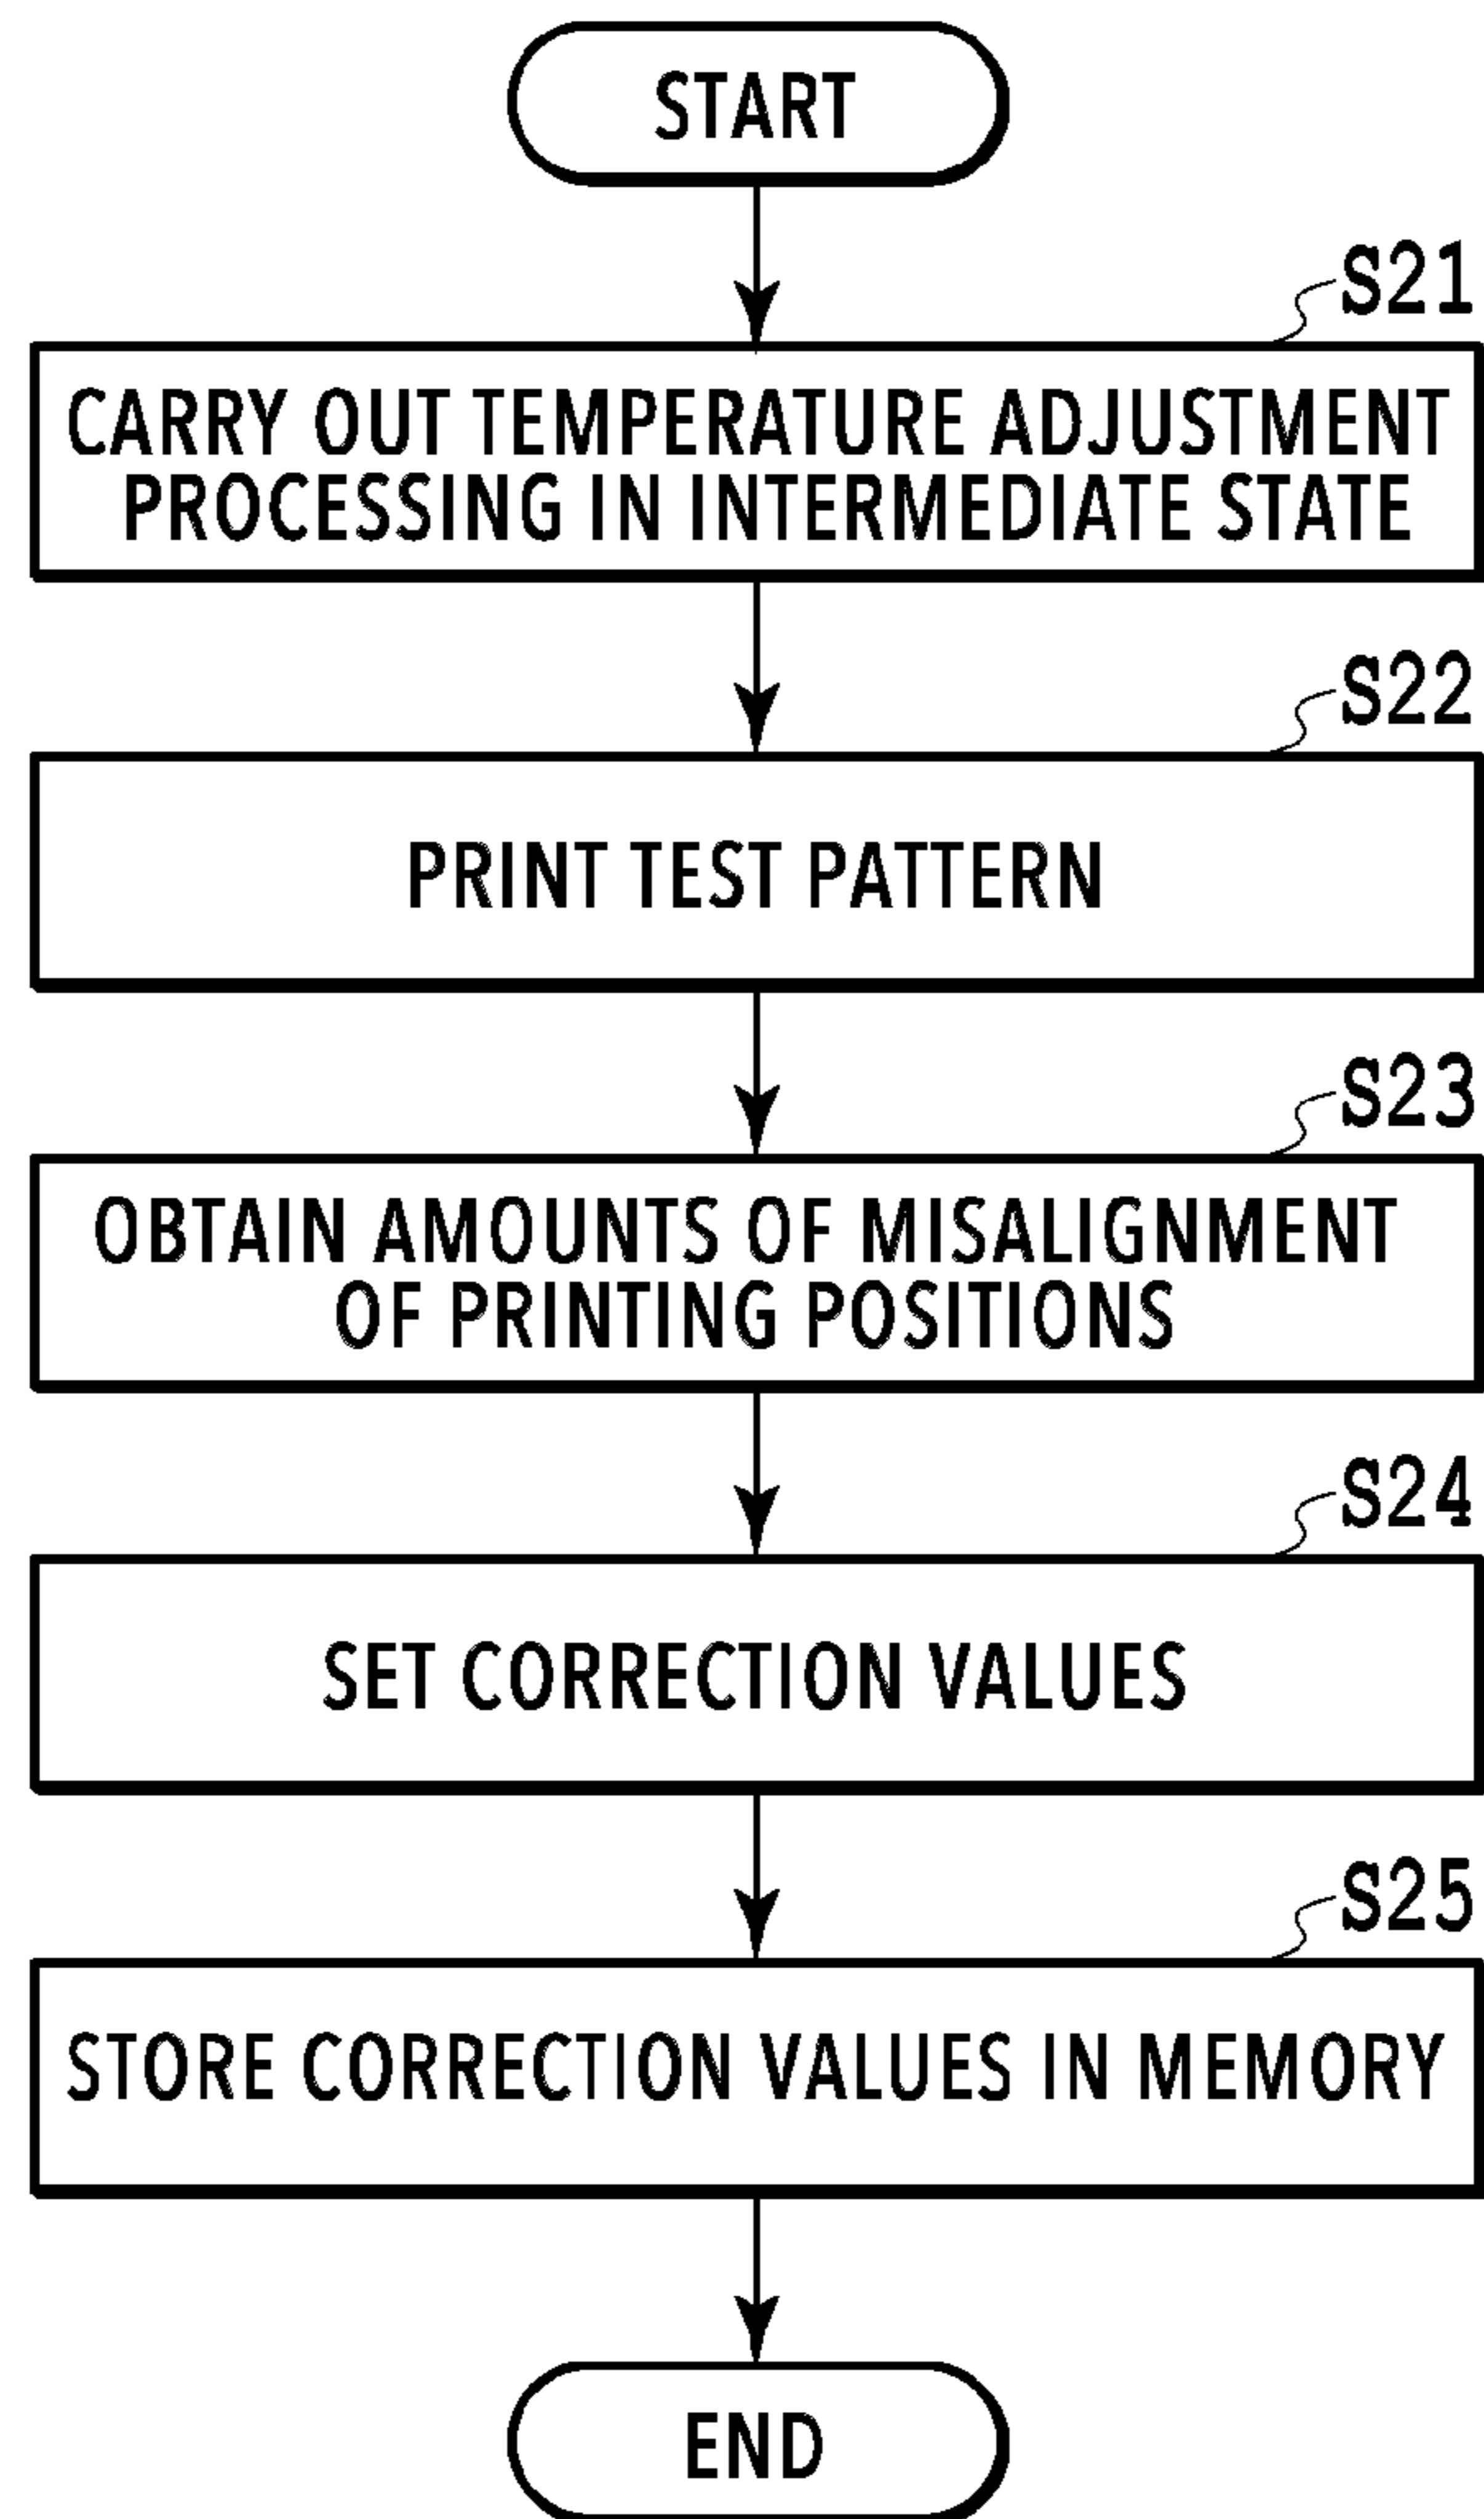 START
S21
CARRY OUT TEMPERATURE ADJUSTMENT
PROCESSING IN INTERMEDIATE STATE
S22
PRINT TEST PATTERN
S23
OBTAIN AMOUNTS OF MISALIGNMENT
OF PRINTING POSITIONS
S24
SET CORRECTION VALUES
S25
STORE CORRECTION VALUES IN MEMORY
END